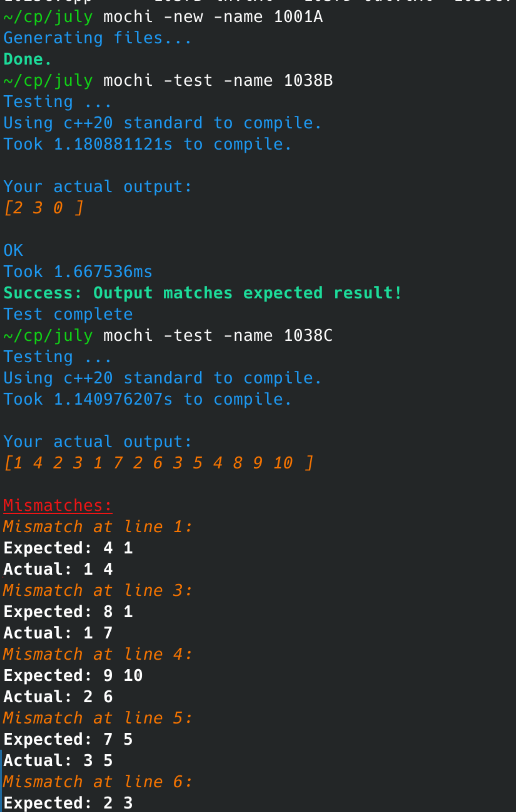 ~/cp/july mochi -new -name 1001A
Generating files...
Done.
~/cp/july mochi -test -name 1038B
Testing ...
Using c++20 standard to compile.
Took 1.180881121s to compile.
Your actual output:
[2 3 0 ]
OK
Took 1.667536ms
Success: Output matches expected result!
Test complete
~/cp/july mochi -test -name 1038C
Testing ...
Using c++20 standard to compile.
Took 1.140976207s to compile.
Your actual output:
[1 4 2 3 1 7 2 6 3 5 4 8 9 10 ]
Mismatches:
Mismatch at line 1:
Expected: 4 1
Actual: 1 4
Mismatch at line 3:
Expected: 8 1
Actual: 1 7
Mismatch at line 4:
Expected: 9 10
Actual: 2 6
Mismatch at line 5:
Expected: 7 5
Actual: 3 5
Mismatch at line 6:
Expected: 2 3